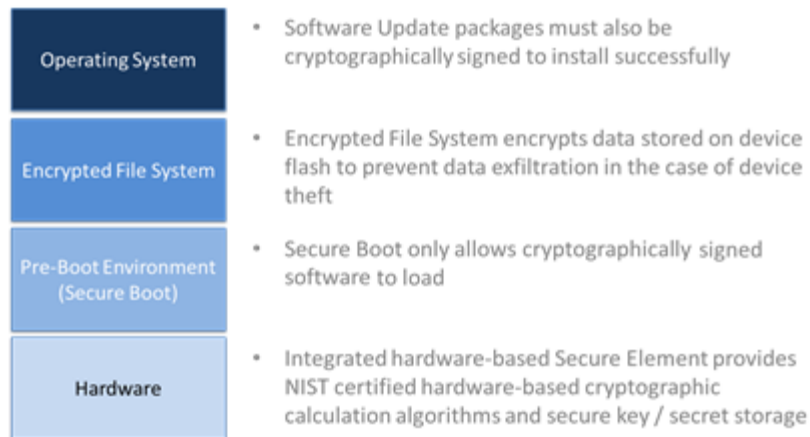 Operating System
• Software Update packages must also be
cryptographically signed to install successfully
Encrypted File System
• Encrypted File System encrypts data stored on device
flash to prevent data exfiltration in the case of device
theft
Pre-Boot Environment
(Secure Boot)
• Secure Boot only allows cryptographically signed
software to load
Hardware
• Integrated hardware-based Secure Element provides
NIST certified hardware-based cryptographic
calculation algorithms and secure key / secret storage